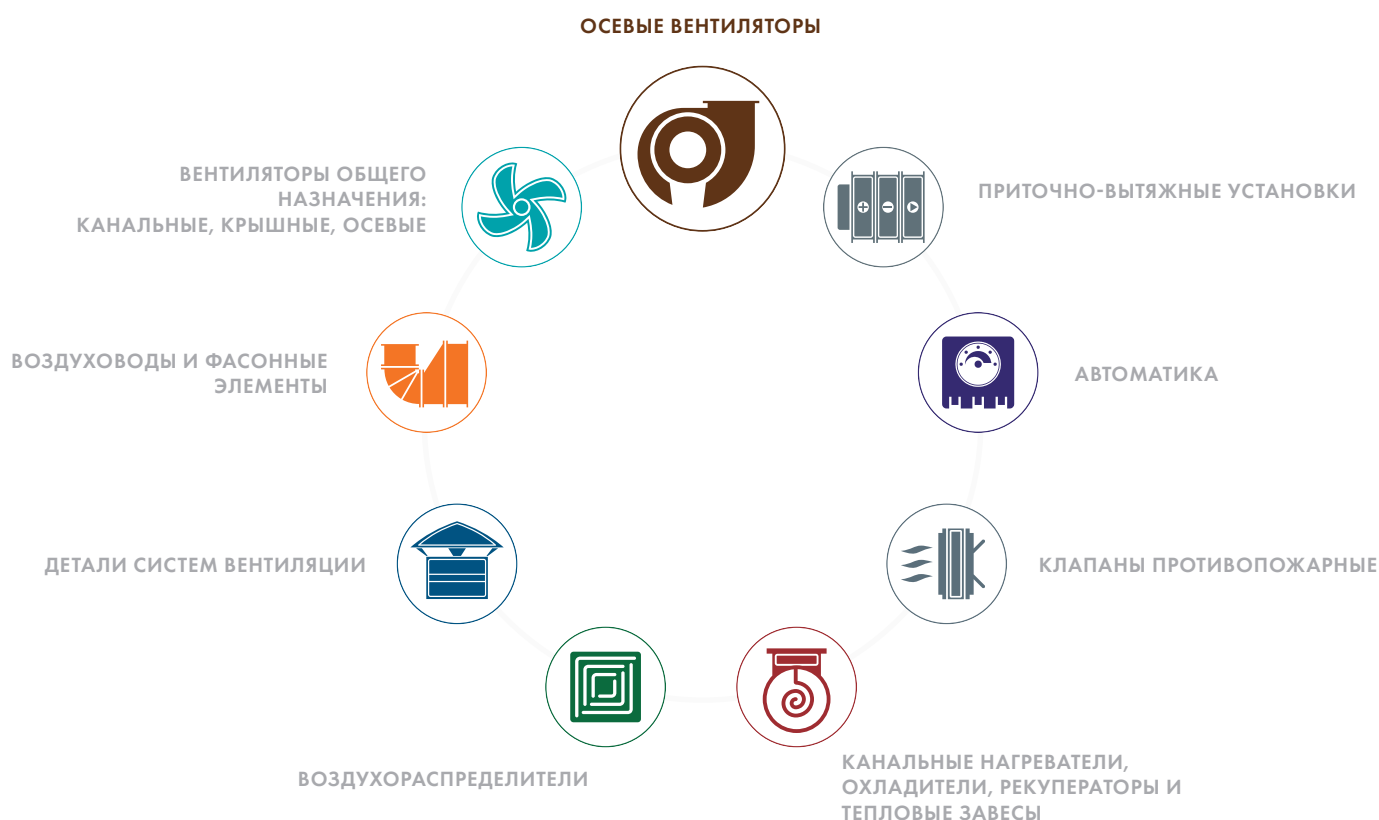 ОСЕВЫЕ ВЕНТИЛЯТОРЫ
ВЕНТИЛЯТОРЫ ОБЩЕГО
НАЗНАЧЕНИЯ:
КАНАЛЬНЫЕ, КРЫШНЫЕ, ОСЕВЫЕ
ПРИТОЧНО-ВЫТЯЖНЫЕ УСТАНОВКИ
ВОЗДУХОВОДЫ И ФАСОННЫЕ
ЭЛЕМЕНТЫ
АВТОМАТИКА
ДЕТАЛИ СИСТЕМ ВЕНТИЛЯЦИИ
КЛАПАНЫ ПРОТИВОПОЖАРНЫЕ
ВОЗДУХОРАСПРЕДЕЛИТЕЛИ
КАНАЛЬНЫЕ НАГРЕВАТЕЛИ,
ОХЛАДИТЕЛИ, РЕКУПЕРАТОРЫ И
ТЕПЛОВЫЕ ЗАВЕСЫ